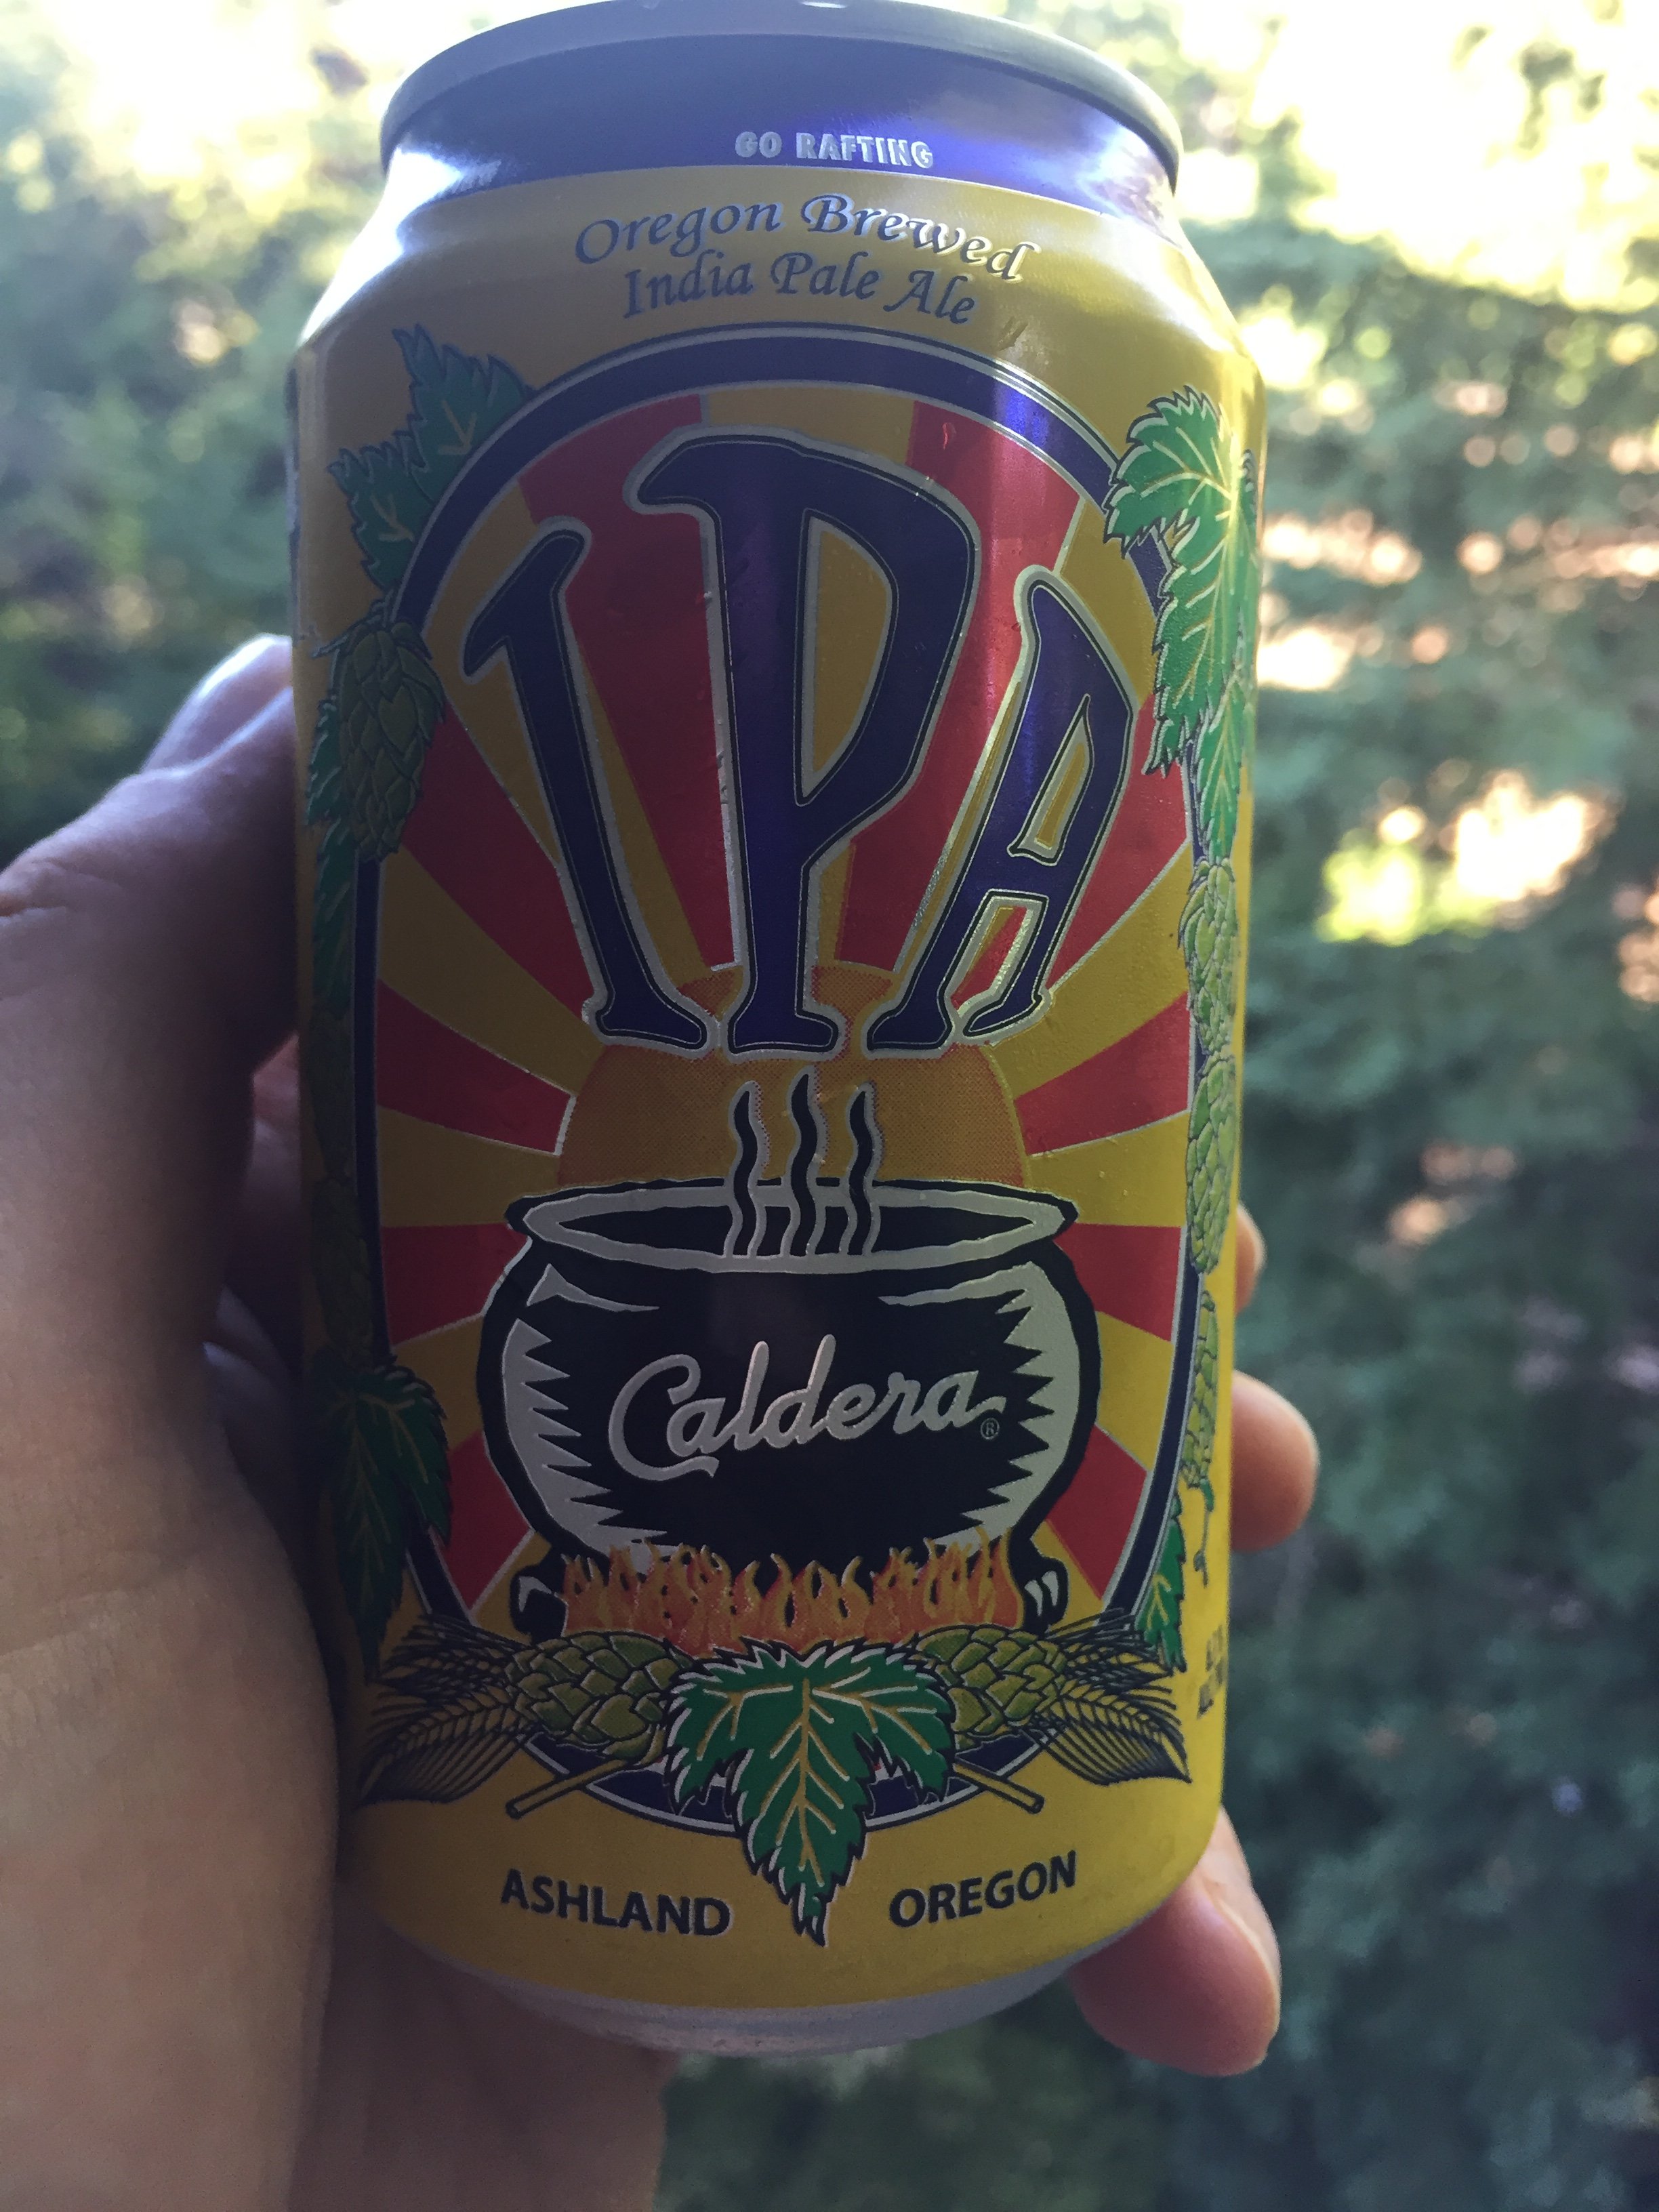 GO RAFTING
Oregon Brewed
India Pale Ale
IPA
Caldera®
ASHLAND OREGON